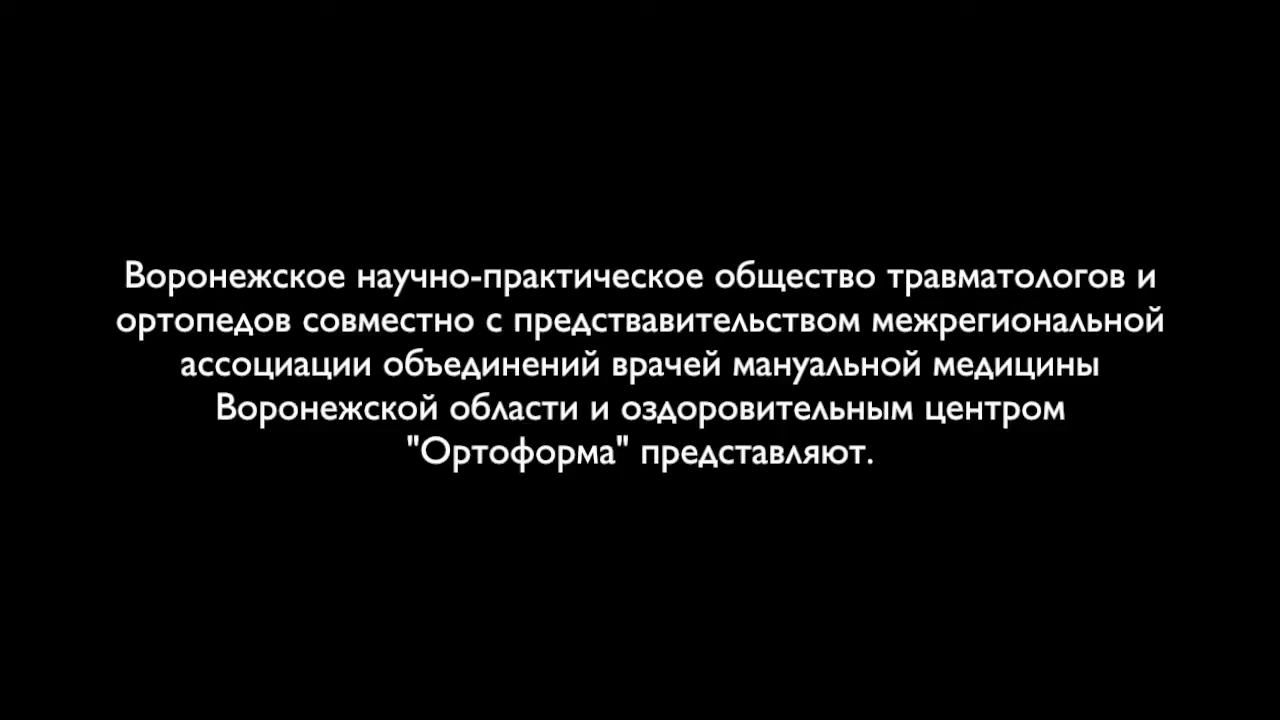 Воронежское научно-практическое общество травматологов и
ортопедов совместно с предствавительством межрегиональной
ассоциации объединений врачей мануальной медицины
Воронежской области и оздоровительным центром
"Ортоформа" представляют.